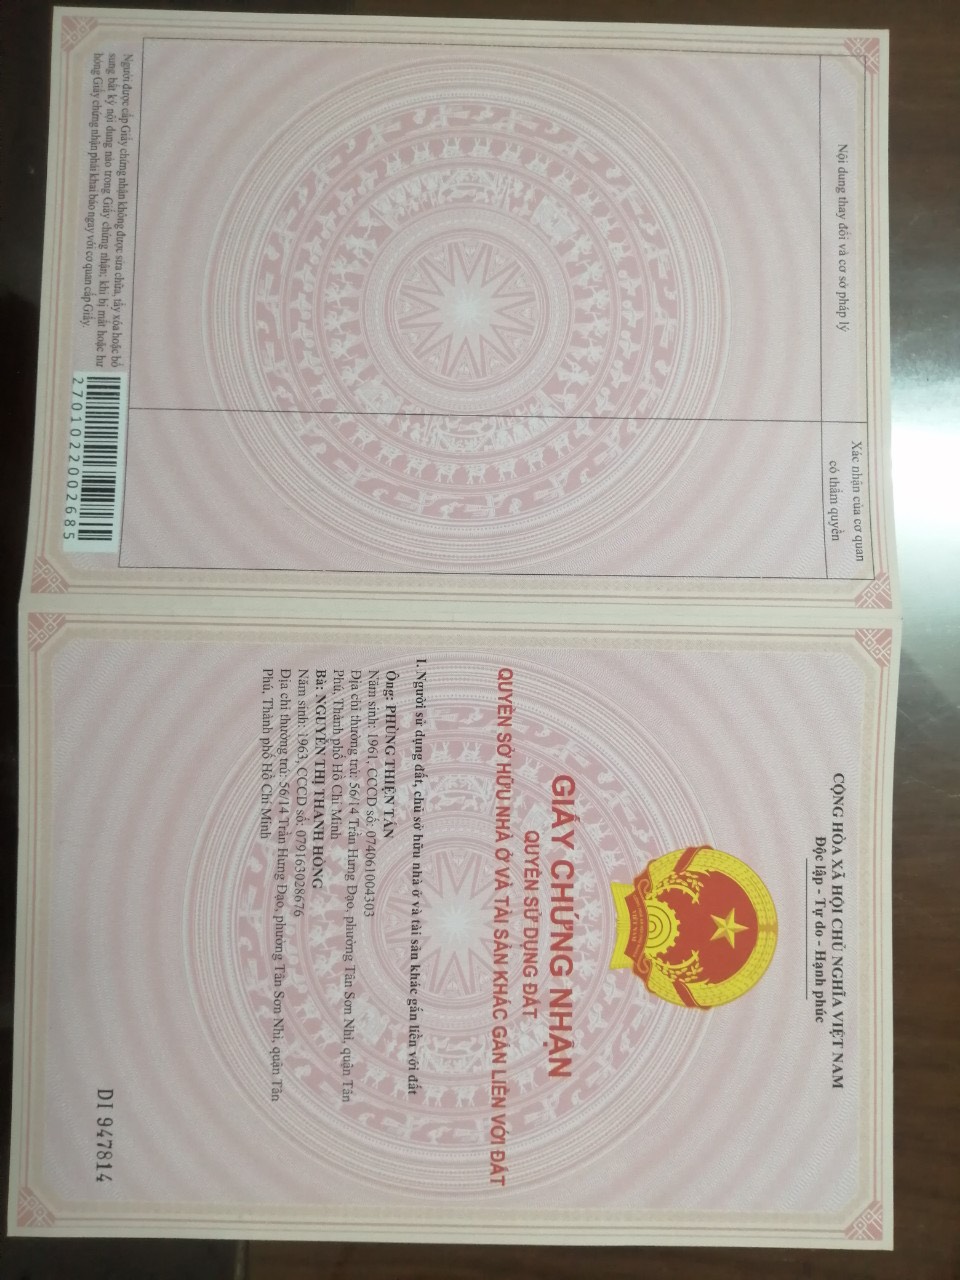 Nội dung thay đổi và cơ sở pháp lý
Xác nhận của cơ quan
có thẩm quyền
Người được cấp Giấy chứng nhận không được sửa chữa, tẩy xóa hoặc bổ
sung bất kỳ nội dung nào trong Giấy chứng nhận; khi bị mất hoặc hư
hỏng Giấy chứng nhận phải khai báo ngay với cơ quan cấp Giấy.
2701022002685
CỘNG HÒA XÃ HỘI CHỦ NGHĨA VIỆT NAM
Độc lập - Tự do - Hạnh phúc
VIỆT NAM
GIẤY CHỨNG NHẬN
QUYỀN SỬ DỤNG ĐẤT
QUYỀN SỞ HỮU NHÀ Ở VÀ TÀI SẢN KHÁC GẮN LIỀN VỚI ĐẤT
I. Người sử dụng đất, chủ sở hữu nhà ở và tài sản khác gắn liền với đất
Ông: PHÙNG THIỆN TẤN
Năm sinh: 1961, CCCD số: 074061004303
Địa chỉ thường trú: 56/14 Trần Hưng Đạo, phường Tân Sơn Nhì, quận Tân
Phú, Thành phố Hồ Chí Minh
Bà: NGUYỄN THỊ THANH HỒNG
Năm sinh: 1963, CCCD số: 079163028676
Địa chỉ thường trú: 56/14 Trần Hưng Đạo, phường Tân Sơn Nhì, quận Tân
Phú, Thành phố Hồ Chí Minh
DI 947814